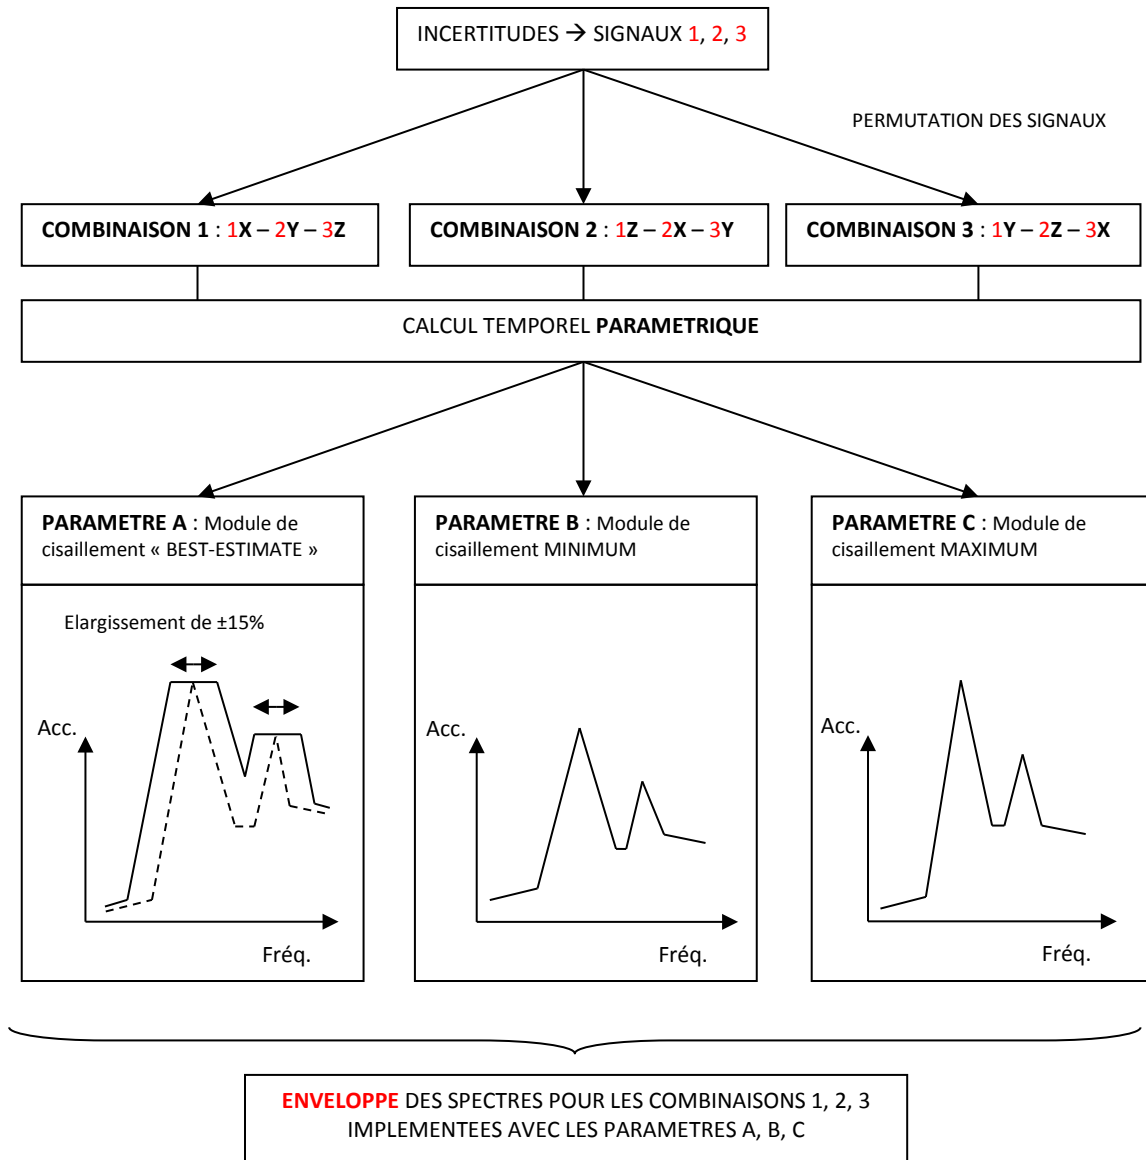 INCERTITUDES → SIGNAUX 1, 2, 3
PERMUTATION DES SIGNAUX
COMBINAISON 1 : 1X – 2Y – 3Z
COMBINAISON 2 : 1Z – 2X – 3Y
COMBINAISON 3 : 1Y – 2Z – 3X
CALCUL TEMPOREL PARAMETRIQUE
PARAMETRE A : Module de
cisaillement « BEST-ESTIMATE »
PARAMETRE B : Module de
cisaillement MINIMUM
PARAMETRE C : Module de
cisaillement MAXIMUM
Elargissement de ±15%
Acc.
Fréq.
Acc.
Fréq.
Acc.
Fréq.
ENVELOPPE DES SPECTRES POUR LES COMBINAISONS 1, 2, 3
IMPLEMENTEES AVEC LES PARAMETRES A, B, C